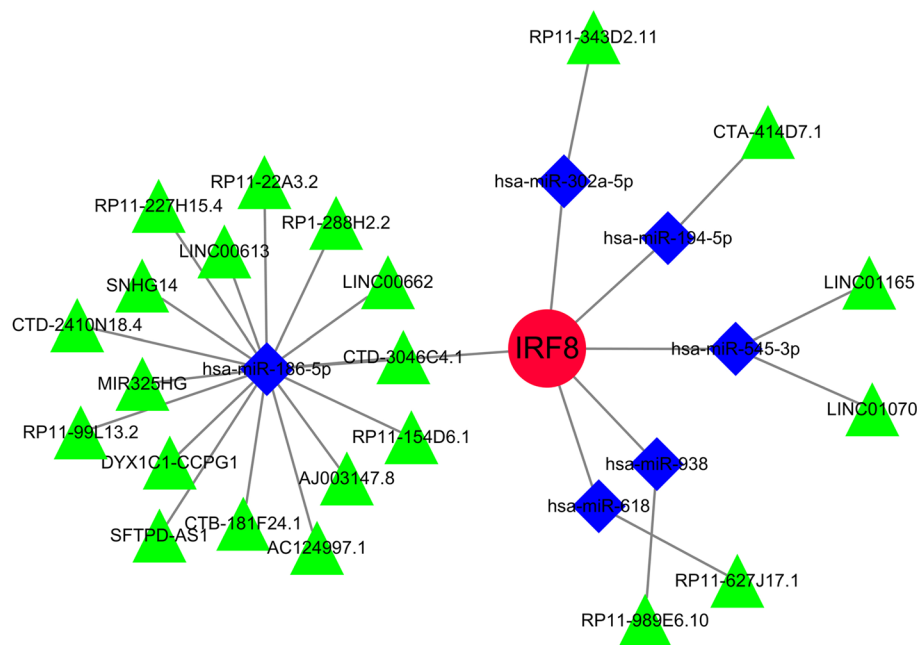 RP11-343D2.11
CTA-414D7.1
hsa-miR-302a-5p
RP11-22A3.2
RP11-227H15.4
RP1-288H2.2
hsa-miR-194-5p
LINC00613
SNHG14
LINC00662
LINC01165
CTD-2410N18.4
IRF8
CTD-3046C4.1
hsa-miR-545-3p
hsa-miR-186-5p
MIR325HG
LINC01070
RP11-99L13.2
RP11-154D6.1
DYX1C1-CCPG1
hsa-miR-938
AJ003147.8
hsa-miR-618
CTB-181F24.1
SFTPD-AS1
AC124997.1
RP11-627J17.1
RP11-989E6.10